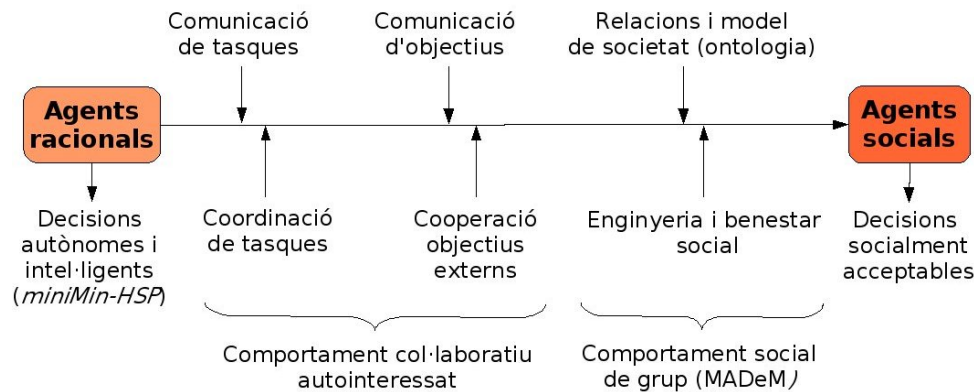 Comunicació
de tasques
Comunicació
d'objectius
Relacions i model
de societat (ontologia)
Agents
racionals
Agents
socials
Decisions
autònomes i
intel·ligents
(miniMin-HSP)
Coordinació
de tasques
Cooperació
objectius
externs
Enginyeria i benestar
social
Decisions
socialment
acceptables
Comportament col·laboratiu
autointeressat
Comportament social
de grup (MADeM)